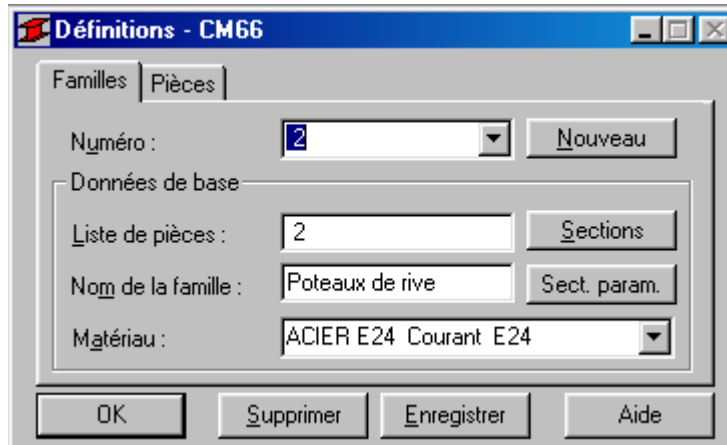 Définitions - CM66
Familles Pièces
Numéro : 2 Nouveau
Données de base
Liste de pièces : 2 Sections
Nom de la famille : Poteaux de rive Sect. param.
Matériau : ACIER E24 Courant E24
OK Supprimer Enregistrer Aide